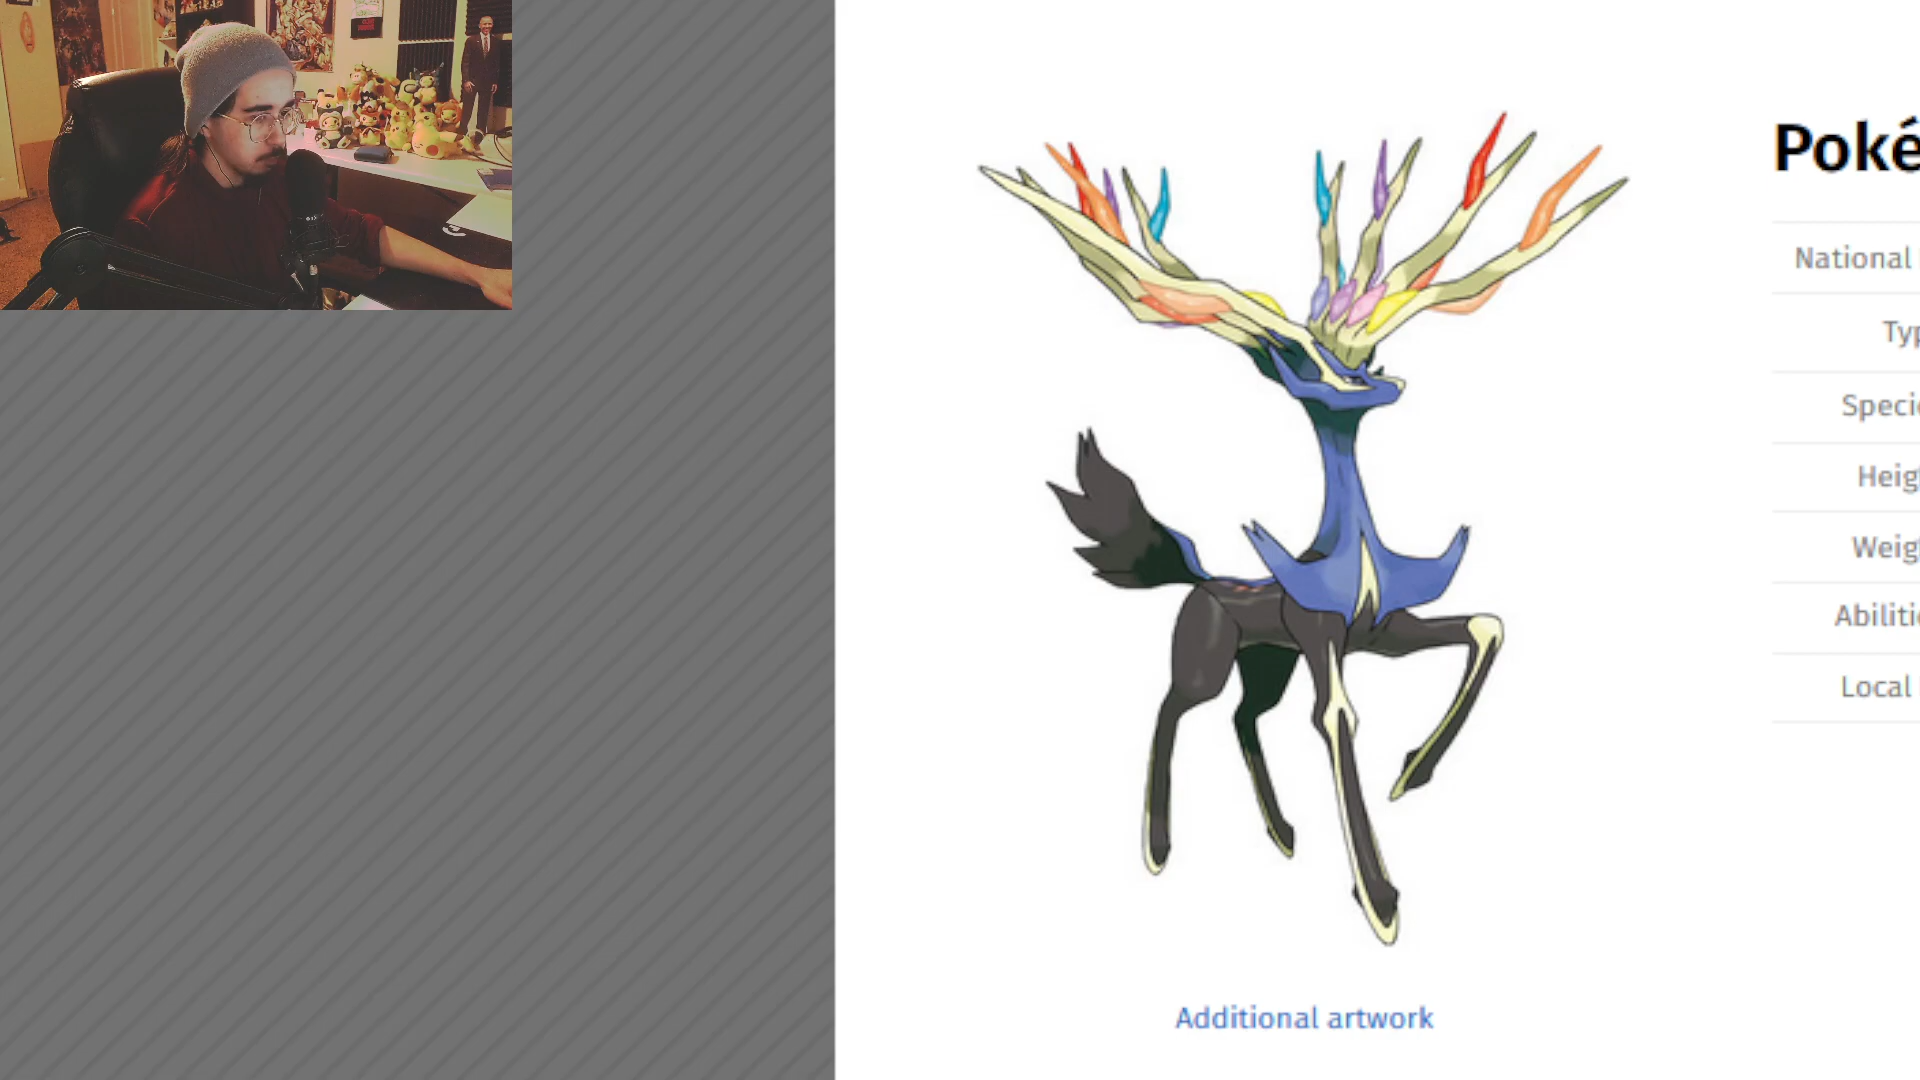 Poké
National
Typ
Speci
Heig
Weig
Abiliti
Local
Additional artwork